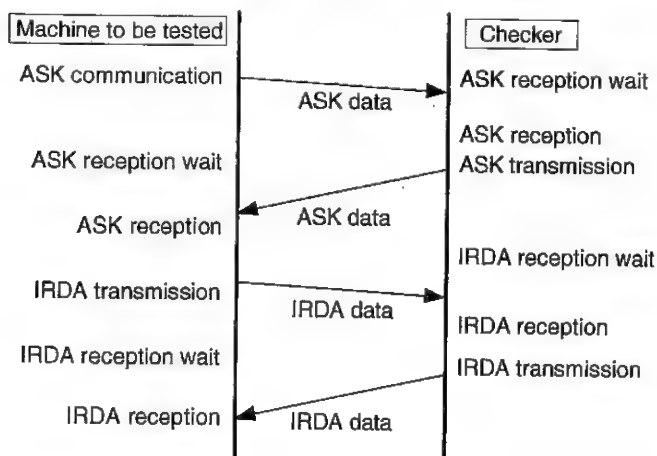 Machine to be tested
Checker
ASK communication
ASK data
ASK reception wait
ASK reception
ASK reception wait
ASK transmission
ASK data
ASK reception
IRDA reception wait
IRDA transmission
IRDA data
IRDA reception
IRDA reception wait
IRDA transmission
IRDA reception
IRDA data